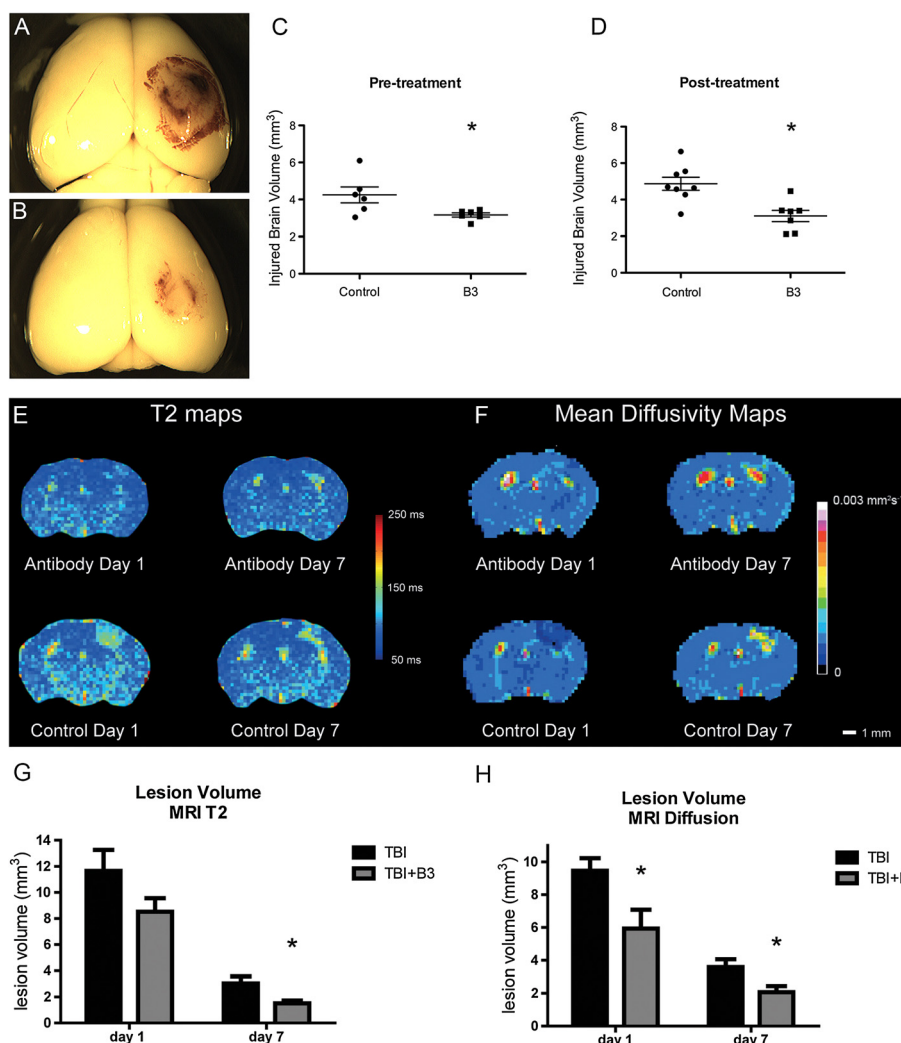 A
B
C
Pre-treatment
*
Injured Brain Volume (mm³)
8
6
4
2
0
Control
B3
D
Post-treatment
*
Injured Brain Volume (mm³)
8
6
4
2
0
Control
B3
E
T2 maps
Antibody Day 1
Antibody Day 7
250 ms
150 ms
50 ms
Control Day 1
Control Day 7
F
Mean Diffusivity Maps
Antibody Day 1
Antibody Day 7
0.003 mm²s⁻
0
Control Day 1
Control Day 7
1 mm
G
Lesion Volume
MRI T2
lesion volume (mm³)
14
12
10
8
6
4
2
0
*
day 1
day 7
TBI
TBI+B3
H
Lesion Volume
MRI Diffusion
lesion volume (mm³)
10
8
6
4
2
0
*
*
day 1
day 7
TBI